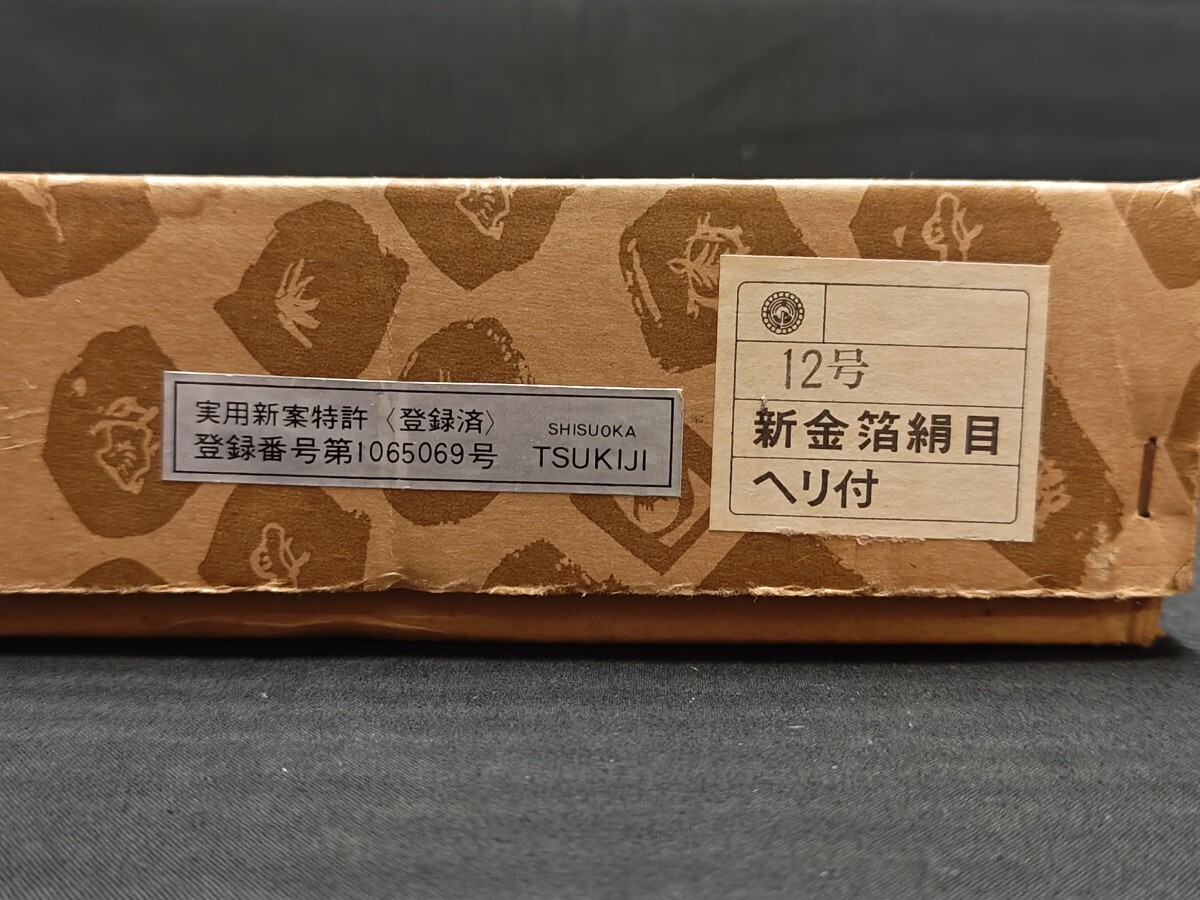 実用新案特許〈登録済〉
登録番号第1065069号
SHISUOKA
TSUKIJI
12号
新金箔絹目
ヘリ付